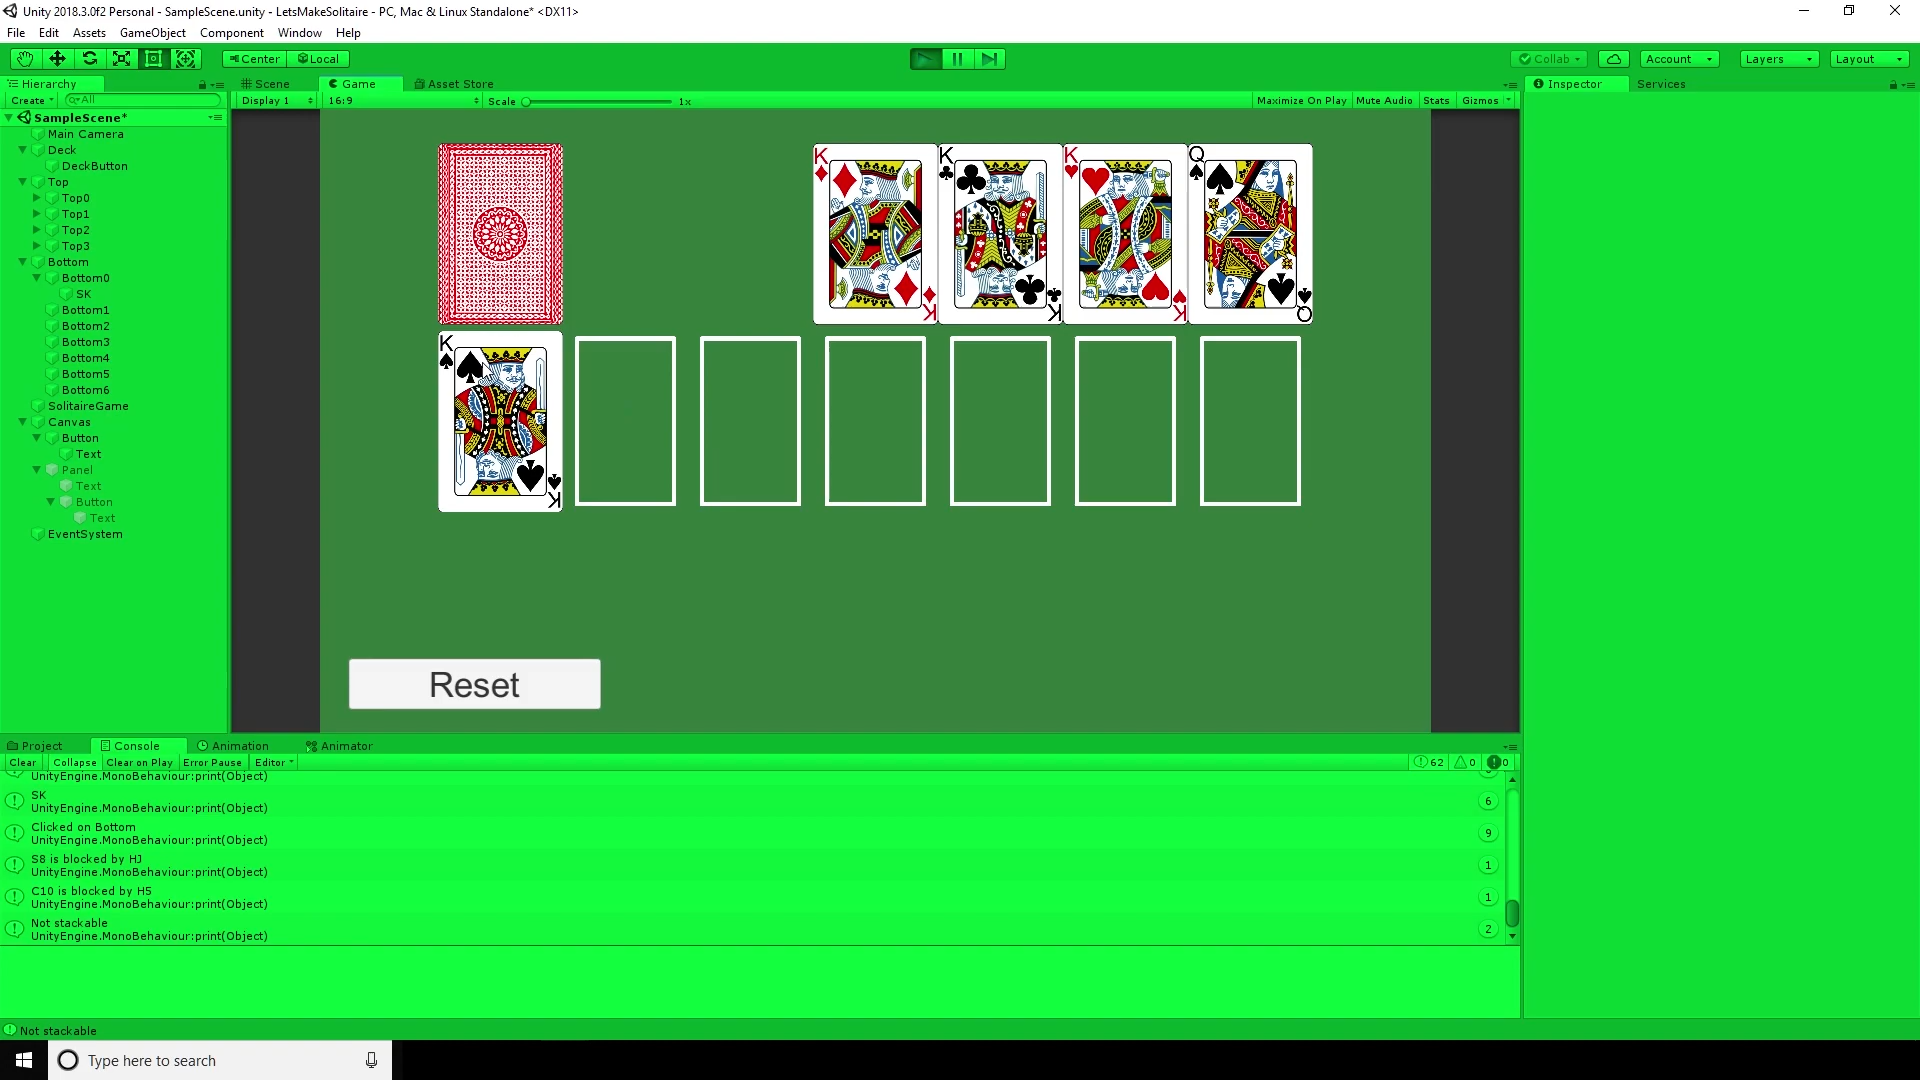 Unity 2018.3.0f2 Personal - SampleScene.unity - LetsMakeSolitaire - PC, Mac & Linux Standalone* <DX11>
File Edit Assets GameObject Component Window Help
Center Local Collab Account Layers Layout
Hierarchy Scene Game Asset Store Inspector Services
Create All Display 1 16:9 Scale 1x Maximize On Play Mute Audio Stats Gizmos
SampleScene*
Main Camera
Deck
DeckButton
Top
Top0
Top1
Top2
Top3
Bottom
Bottom0
SK
Bottom1
Bottom2
Bottom3
Bottom4
Bottom5
Bottom6
SolitaireGame
Canvas
Button
Text
Panel
Text
Button
Text
EventSystem
K K K Q
K K K Q
K
K
Reset
Project Console Animation Animator
Clear Collapse Clear on Play Error Pause Editor 62 0 0
UnityEngine.MonoBehaviour:print(Object)
SK
UnityEngine.MonoBehaviour:print(Object) 6
Clicked on Bottom
UnityEngine.MonoBehaviour:print(Object) 9
S8 is blocked by HJ
UnityEngine.MonoBehaviour:print(Object) 1
C10 is blocked by H5
UnityEngine.MonoBehaviour:print(Object) 1
Not stackable
UnityEngine.MonoBehaviour:print(Object) 2
Not stackable
Type here to search